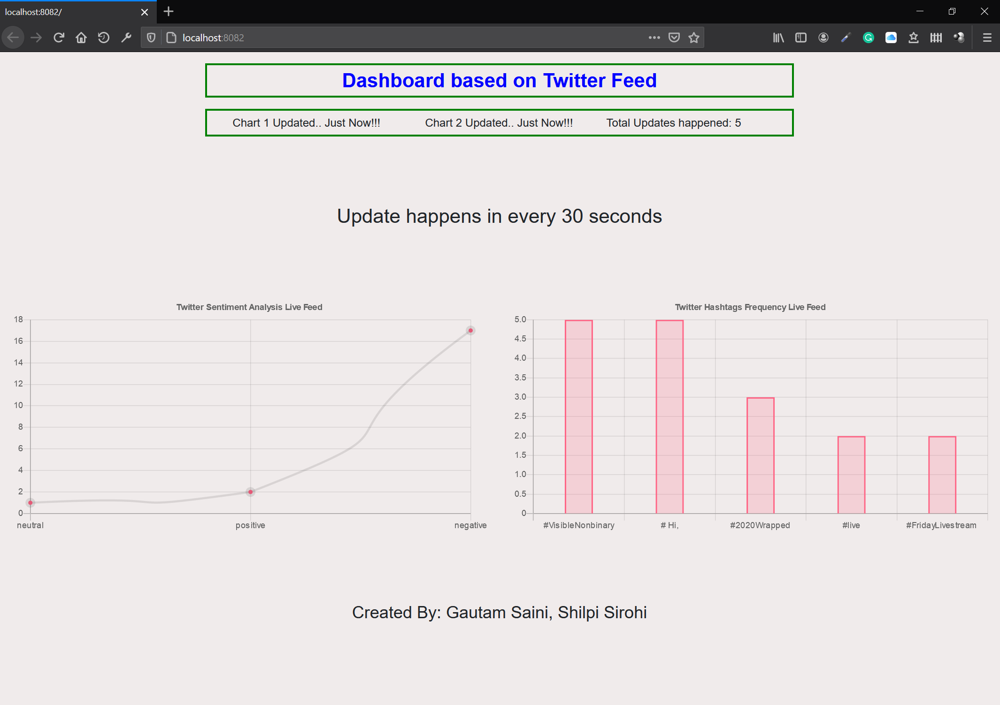 localhost:8082/
localhost:8082
Dashboard based on Twitter Feed
Chart 1 Updated.. Just Now!!! Chart 2 Updated.. Just Now!!! Total Updates happened: 5
Update happens in every 30 seconds
Twitter Sentiment Analysis Live Feed
18
16
14
12
10
8
6
4
2
0
neutral positive negative
Twitter Hashtags Frequency Live Feed
5.0
4.5
4.0
3.5
3.0
2.5
2.0
1.5
1.0
0.5
0
#VisibleNonbinary # Hi, #2020Wrapped #live #FridayLivestream
Created By: Gautam Saini, Shilpi Sirohi